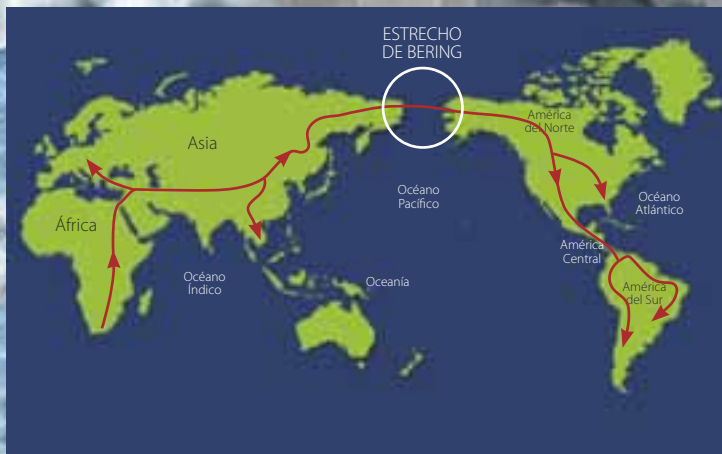 ESTRECHO
DE BERING
Asia
América
del Norte
África
Océano
Pacífico
Océano
Atlántico
Océano
Índico
Oceanía
América
Central
América
del Sur